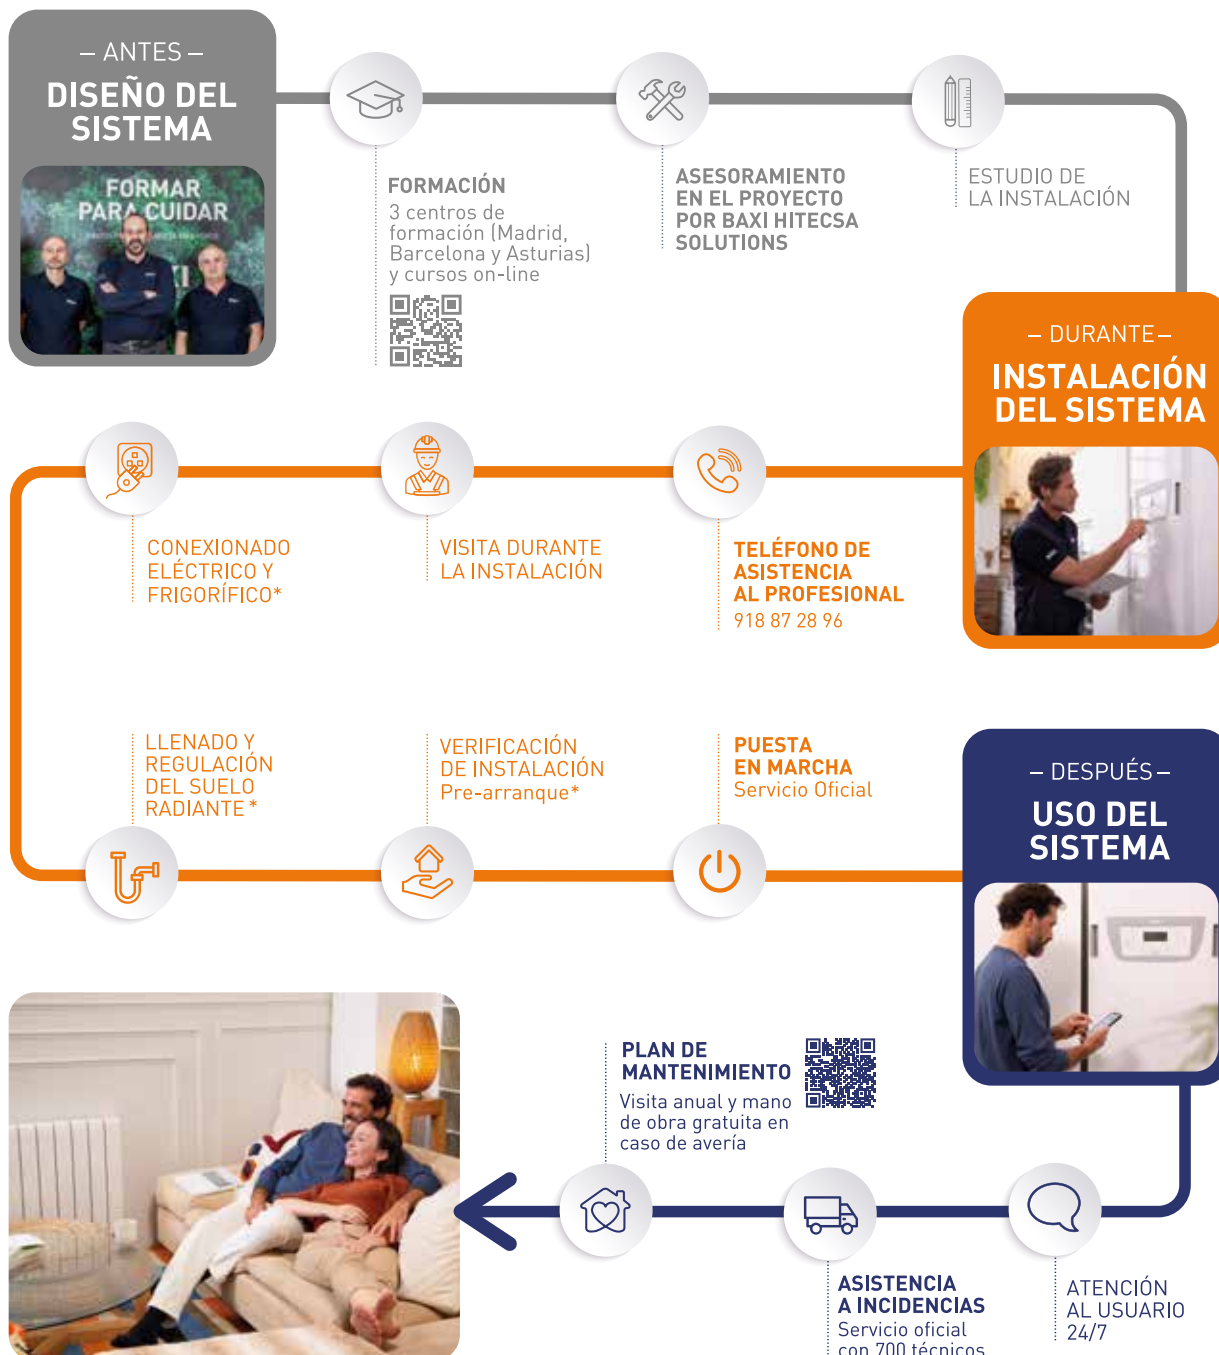 – ANTES –
DISEÑO DEL
SISTEMA
FORMAR
PARA CUIDAR
FORMACIÓN
3 centros de
formación (Madrid,
Barcelona y Asturias)
y cursos on-line
ASESORAMIENTO
EN EL PROYECTO
POR BAXI HITECSA
SOLUTIONS
ESTUDIO DE
LA INSTALACIÓN
– DURANTE –
INSTALACIÓN
DEL SISTEMA
TELÉFONO DE
ASISTENCIA
AL PROFESIONAL
918 87 28 96
VISITA DURANTE
LA INSTALACIÓN
CONEXIONADO
ELÉCTRICO Y
FRIGORÍFICO*
LLENADO Y
REGULACIÓN
DEL SUELO
RADIANTE *
VERIFICACIÓN
DE INSTALACIÓN
Pre-arranque*
PUESTA
EN MARCHA
Servicio Oficial
– DESPUÉS –
USO DEL
SISTEMA
ATENCIÓN
AL USUARIO
24/7
ASISTENCIA
A INCIDENCIAS
Servicio oficial
con 700 técnicos
PLAN DE
MANTENIMIENTO
Visita anual y mano
de obra gratuita en
caso de avería